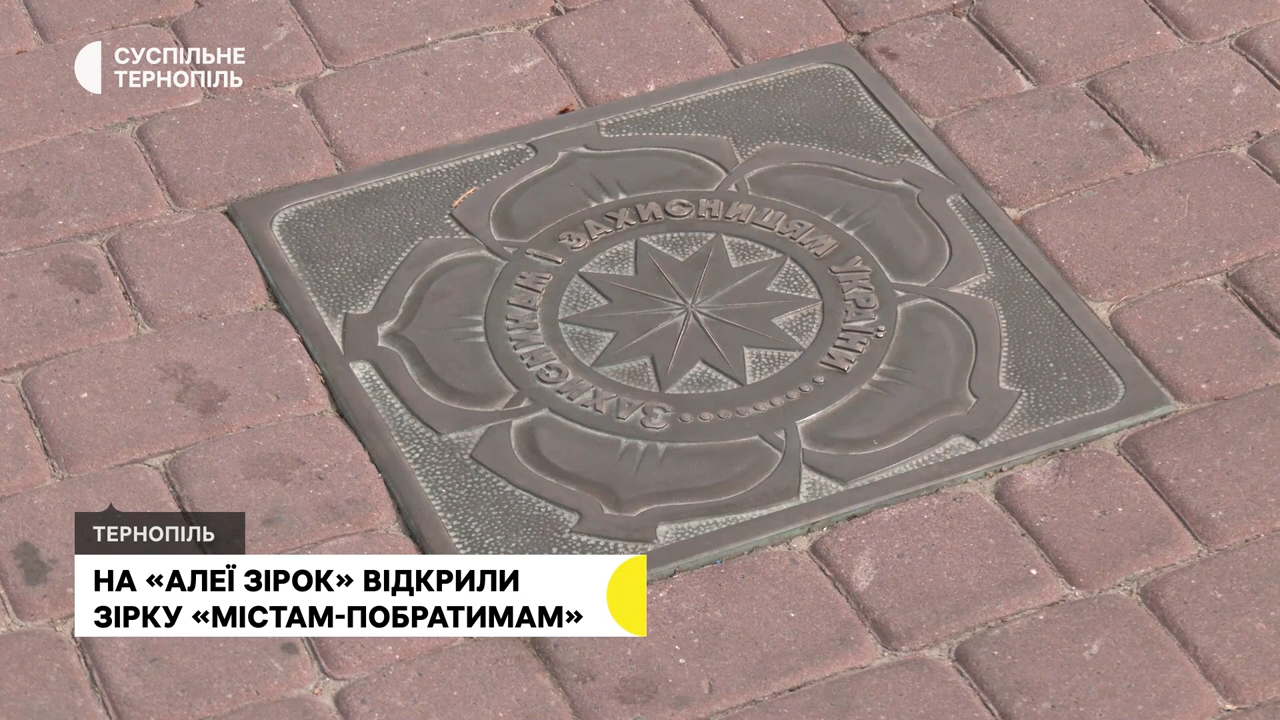 СУСПІЛЬНЕ
ТЕРНОПІЛЬ
ЗАХИСНИКАМ І ЗАХИСНИЦЯМ УКРАЇНИ
ТЕРНОПІЛЬ
НА «АЛЕЇ ЗІРОК» ВІДКРИЛИ
ЗІРКУ «МІСТАМ-ПОБРАТИМАМ»